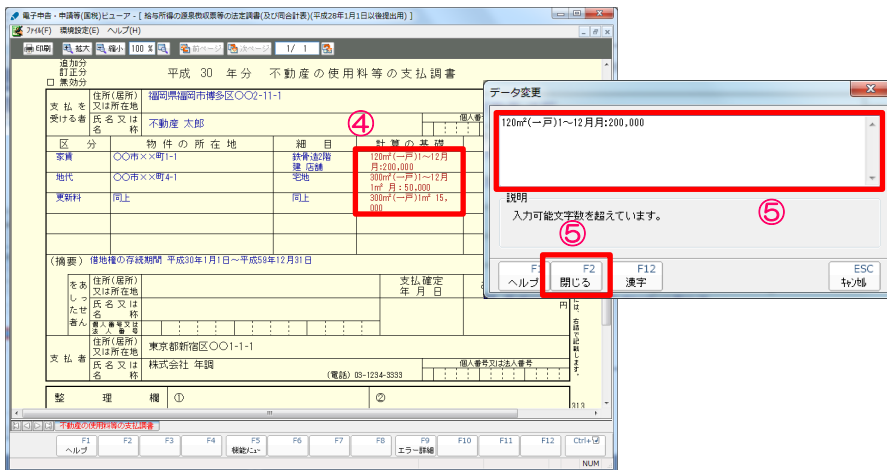 電子申告・申請等(国税)ビューア - [ 給与所得の源泉徴収票等の法定調書(及び同合計表)(平成28年1月1日以後提出用) ]
ファイル(F) 環境設定(E) ヘルプ(H)
印刷 拡大 縮小 100 % 前ページ 次ページ 1/ 1
追加分
訂正分
無効分
平成 30 年分 不動産の使用料等の支払調書
支払を受ける者 住所(居所)又は所在地 福岡県福岡市博多区〇〇2-11-1
氏名又は名称 不動産 太郎
④
区分 物件の所在地 細目 計算の基礎
家賃 〇〇市××町1-1 鉄骨造2階建 店舗 120㎡(一戸)1~12月月:200,000
地代 〇〇市××町4-1 宅地 300㎡(一戸)1~12月1㎡ 月:50,000
更新料 同上 同上 300㎡(一戸)1㎡ 15,000
(摘要) 借地権の存続期間 平成30年1月1日~平成59年12月31日
をあしったせ者ん 住所(居所)又は所在地 支払確定年月日
氏名又は名称 円
個人番号又は法人番号
支払者 住所(居所)又は所在地 東京都新宿区〇〇1-1-1
氏名又は名称 株式会社 年調 個人番号又は法人番号
(電話) 03-1234-3333
整理欄 ① ②
313
不動産の使用料等の支払調書
F1 ヘルプ F2 F3 F4 F5 機能メニュー F6 F7 F8 F9 エラー詳細 F10 F11 F12 Ctrl+
NUM
データ変更
120㎡(一戸)1~12月月:200,000
説明
入力可能文字数を超えています。
⑤
⑤
F1 ヘルプ F2 閉じる F12 漢字 ESC キャンセル